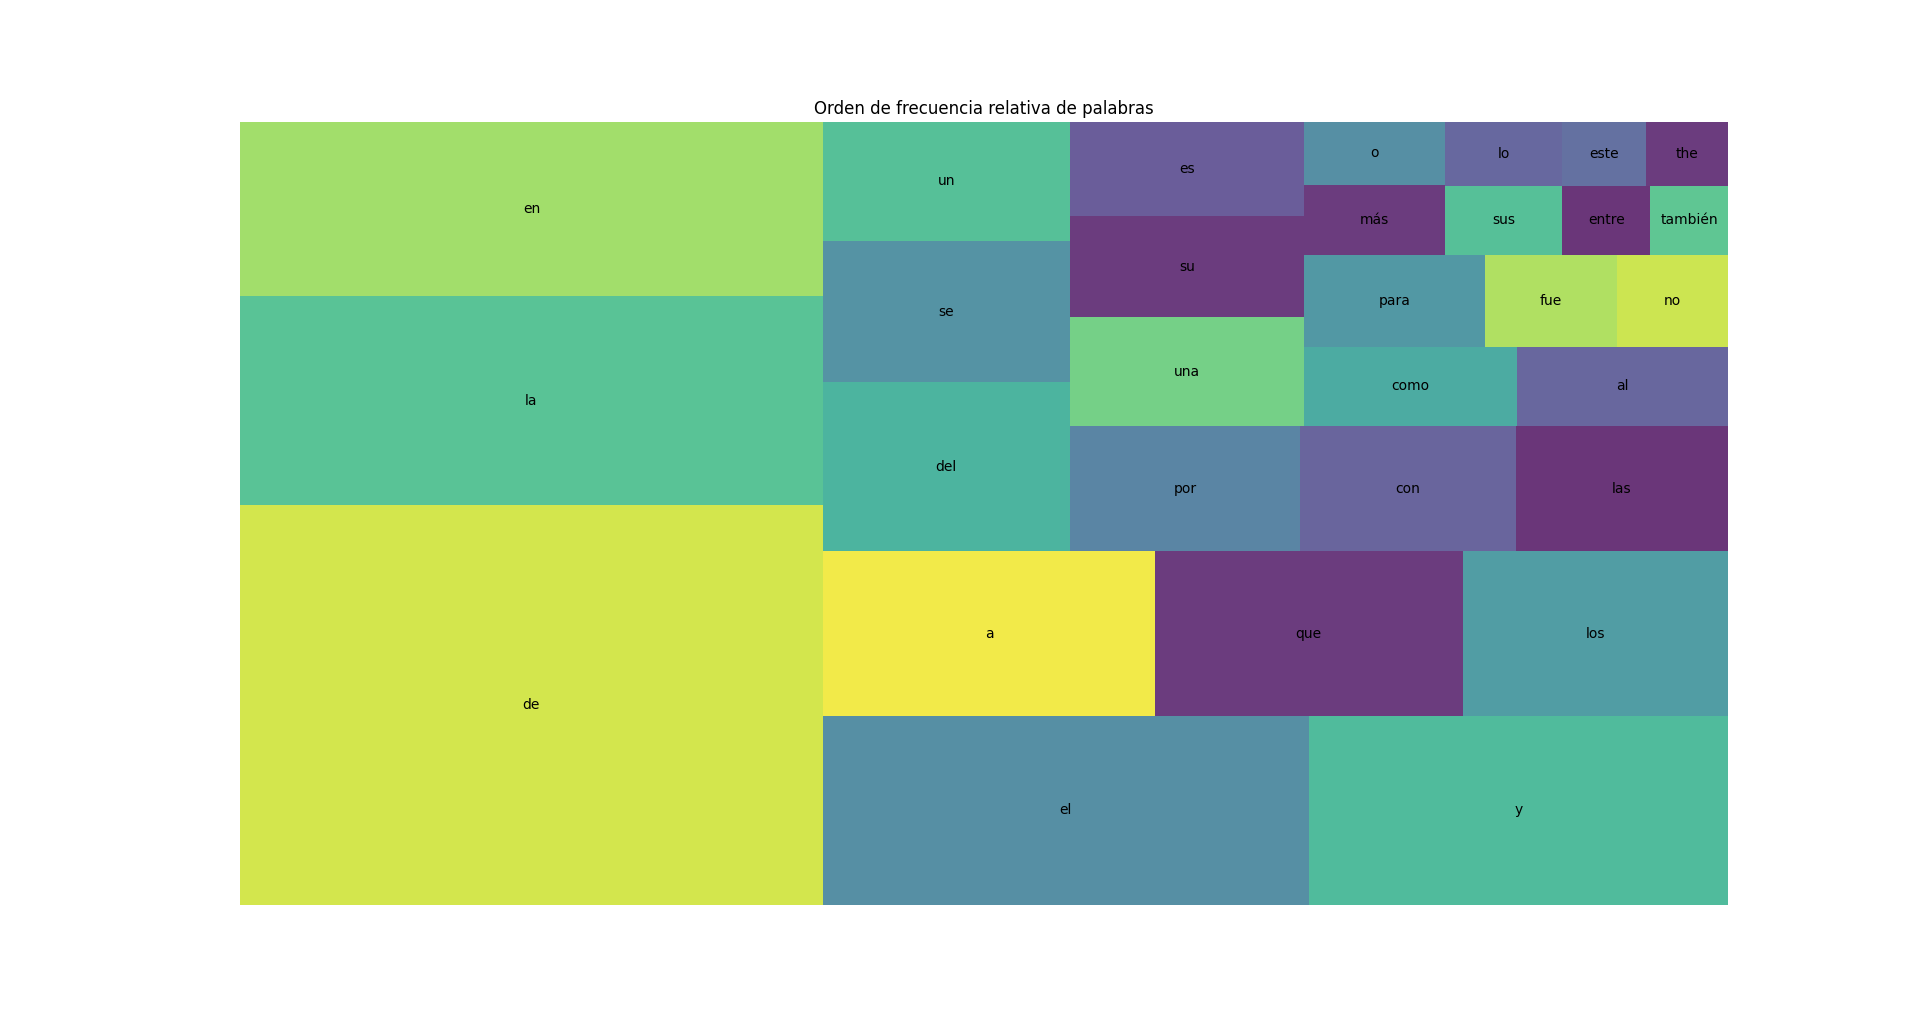 Orden de frecuencia relativa de palabras
en
la
de
un
se
del
es
su
una
o
lo
este
the
más
sus
entre
también
para
fue
no
como
al
por
con
las
a
que
los
el
y